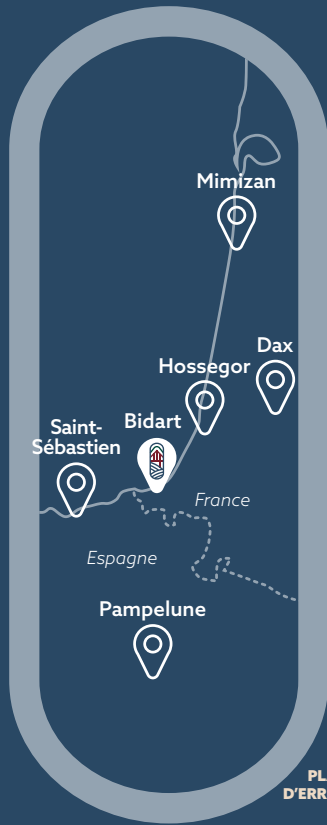 Mimizan
Dax
Hossegor
Bidart
Saint-
Sébastien
France
Espagne
Pampelune
PL
D'ERR